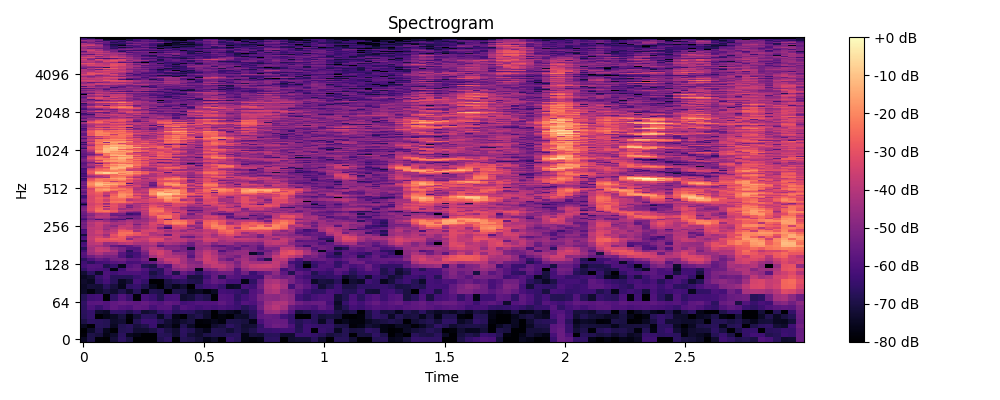 Spectrogram
+0 dB
4096
-10 dB
2048
-20 dB
1024
-30 dB
Hz
512
-40 dB
256
-50 dB
128
-60 dB
64
-70 dB
0
-80 dB
0 0.5 1 1.5 2 2.5
Time